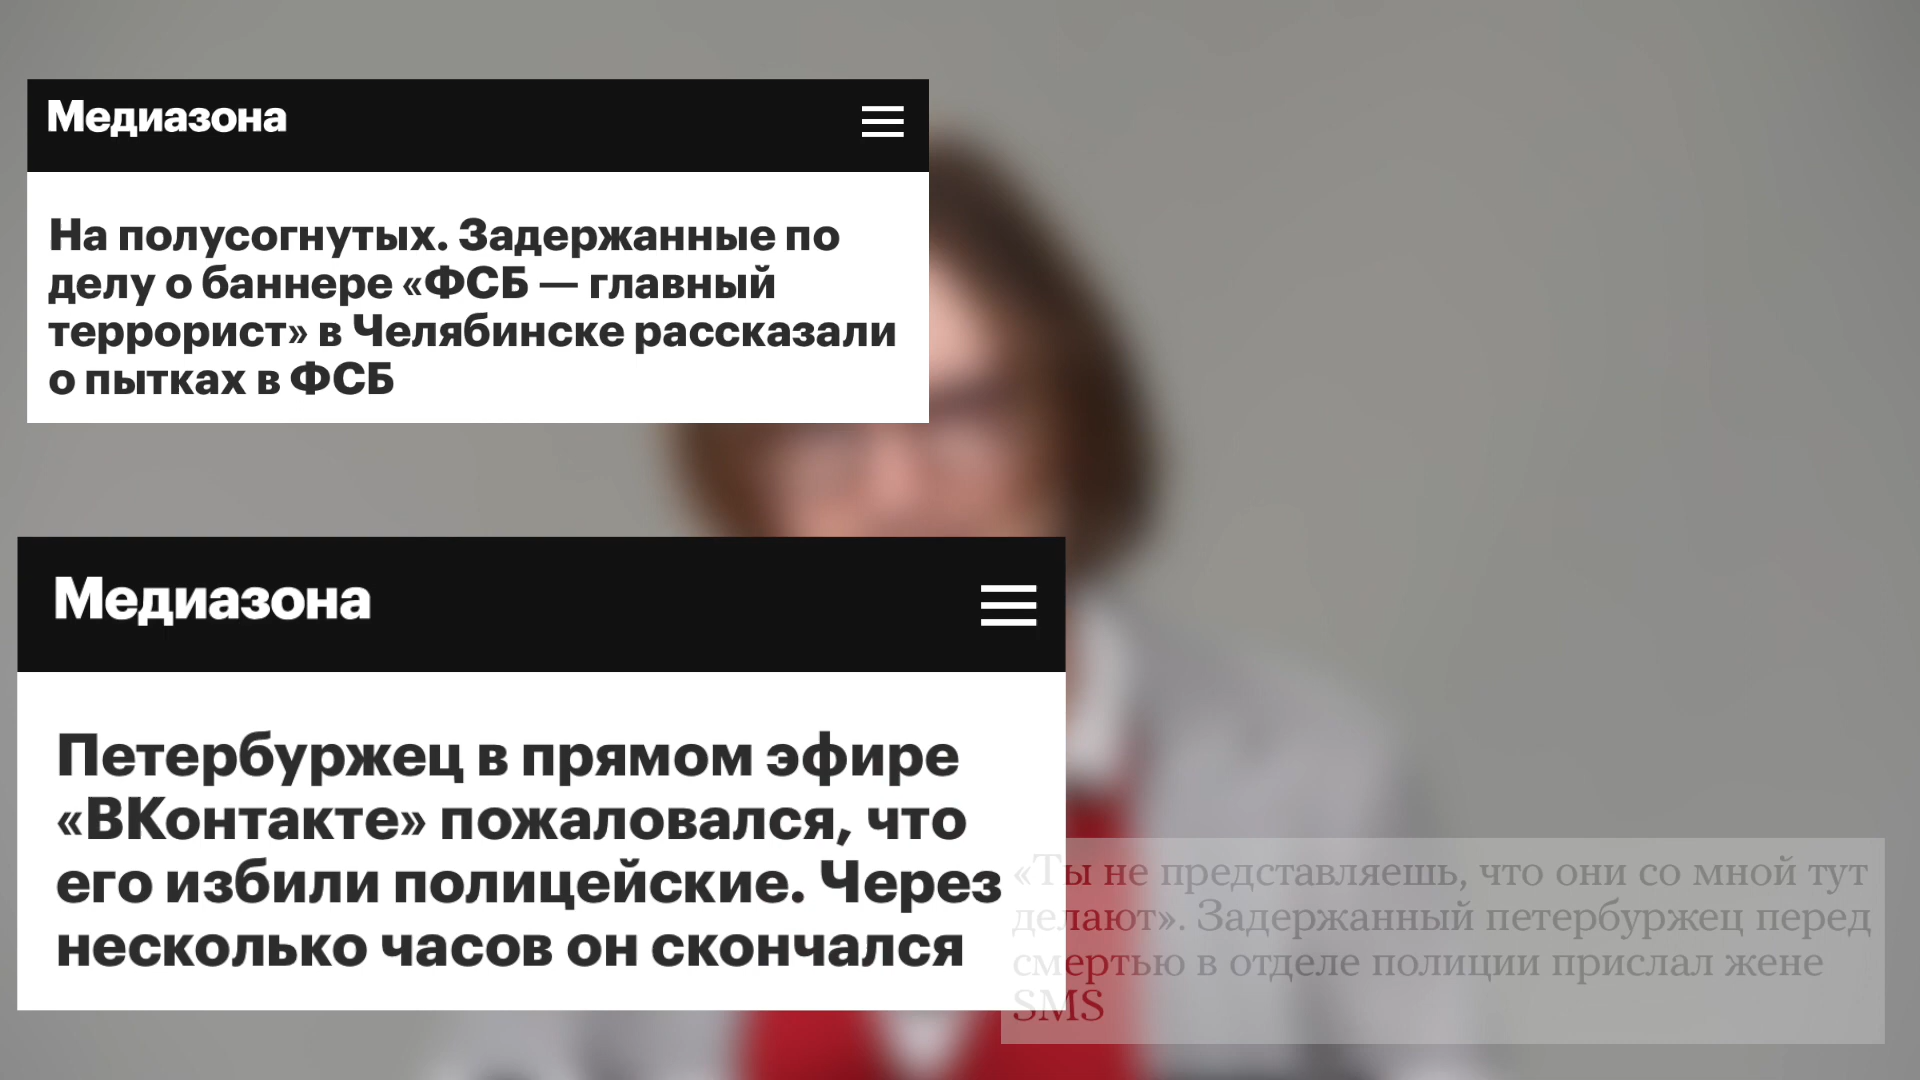 Медиазона
На полусогнутых. Задержанные по
делу о баннере «ФСБ — главный
террорист» в Челябинске рассказали
о пытках в ФСБ
Медиазона
Петербуржец в прямом эфире
«ВКонтакте» пожаловался, что
его избили полицейские. Через
несколько часов он скончался
«Ты не представляешь, что они со мной тут
делают». Задержанный петербуржец перед
смертью в отделе полиции прислал жене
SMS